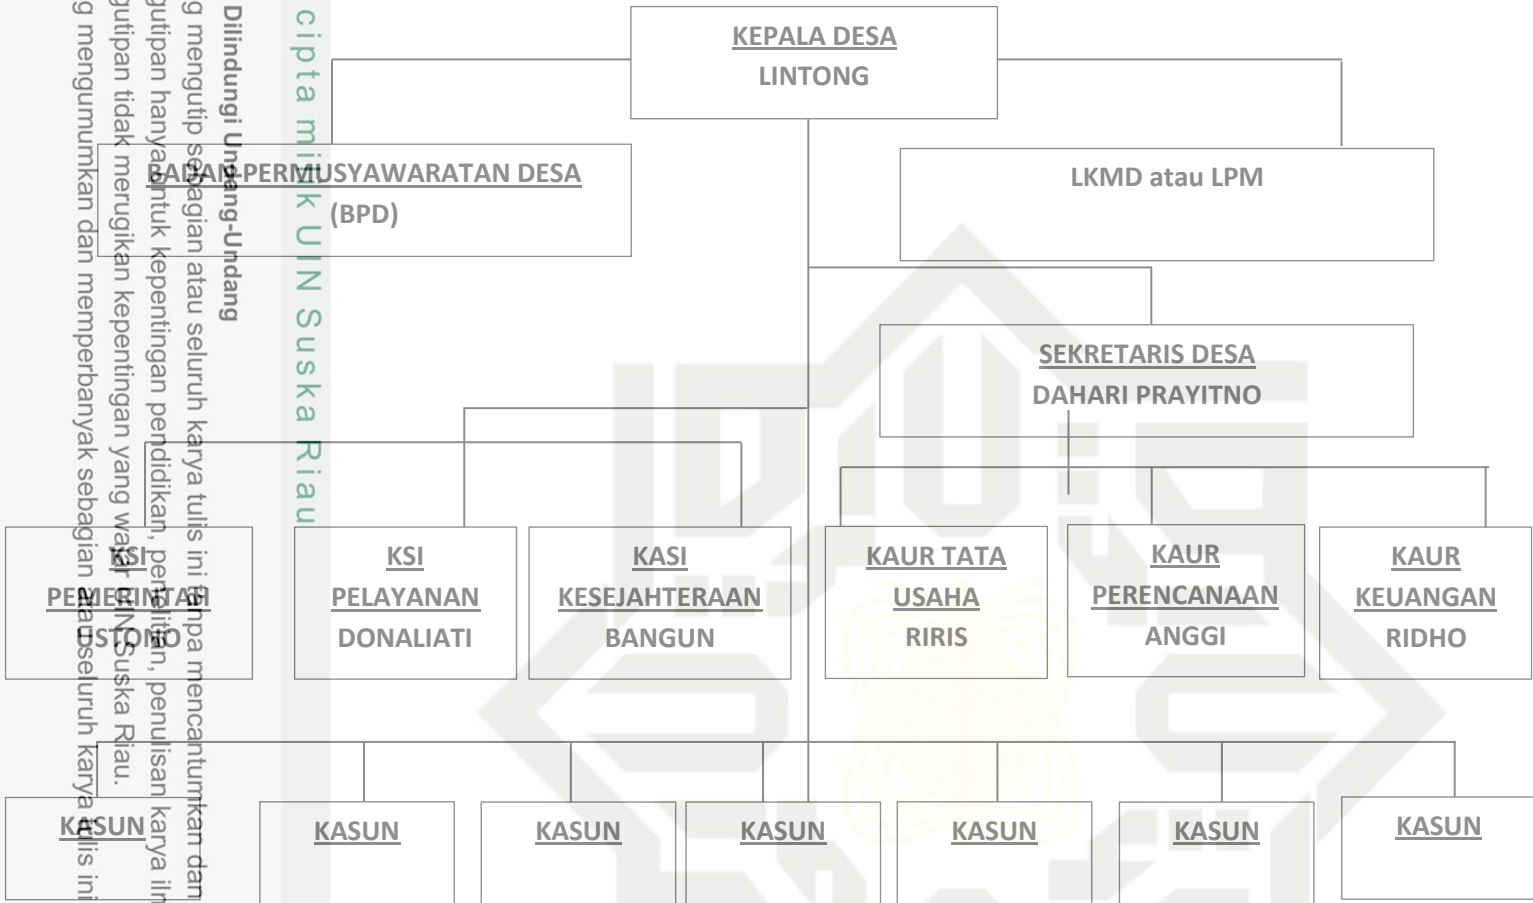 KEPALA DESA
LINTONG
BADAN PERMUSYAWARATAN DESA
(BPD)
LKMD atau LPM
SEKRETARIS DESA
DAHARI PRAYITNO
KSI
PEMERINTAH
KSI
PELAYANAN
DONALIATI
KASI
KESEJAHTERAAN
BANGUN
KAUR TATA
USAHA
RIRIS
KAUR
PERENCANAAN
ANGGI
KAUR
KEUANGAN
RIDHO
KASUN
KASUN
KASUN
KASUN
KASUN
KASUN
KASUN
cipta milik UIN Suska Riau
Dilindungi Undang-Undang
g mengutip sebagian atau seluruh karya tulis ini tanpa mencantumkan dan
gutipan hanya untuk kepentingan pendidikan, penelitian, penulisan karya ilm
gutipan tidak merugikan kepentingan yang wajar UIN Suska Riau.
g mengumumkan dan memperbanyak sebagian atau seluruh karya tulis ini